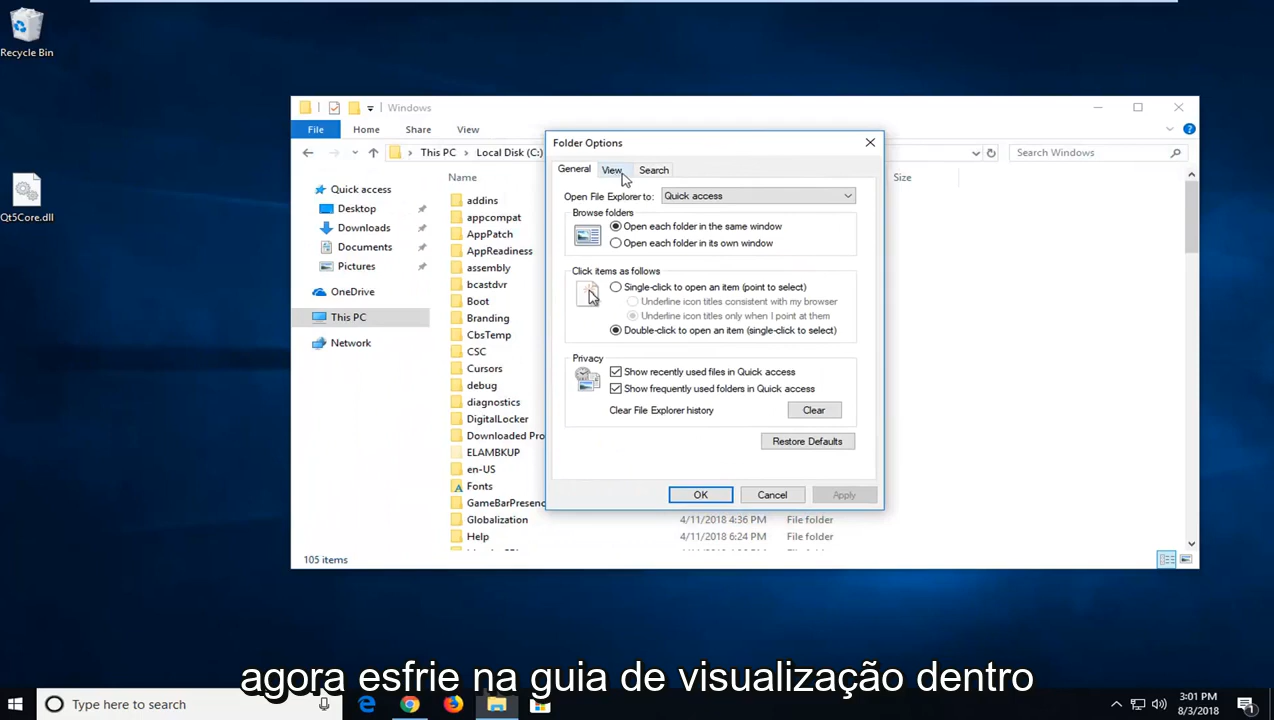 Recycle Bin
Qt5Core.dll
Windows
File Home Share View
This PC Local Disk (C:)
Search Windows
Quick access
Desktop
Downloads
Documents
Pictures
OneDrive
This PC
Network
Name
Size
addins
appcompat
AppPatch
AppReadiness
assembly
bcastdvr
Boot
Branding
CbsTemp
CSC
Cursors
debug
diagnostics
DigitalLocker
Downloaded Pro
ELAMBKUP
en-US
Fonts
GameBarPresenc
Globalization 4/11/2018 4:36 PM File folder
Help 4/11/2018 6:24 PM File folder
105 items
Folder Options
General View Search
Open File Explorer to: Quick access
Browse folders
Open each folder in the same window
Open each folder in its own window
Click items as follows
Single-click to open an item (point to select)
Underline icon titles consistent with my browser
Underline icon titles only when I point at them
Double-click to open an item (single-click to select)
Privacy
Show recently used files in Quick access
Show frequently used folders in Quick access
Clear File Explorer history Clear
Restore Defaults
OK Cancel Apply
agora esfrie na guia de visualização dentro
Type here to search
3:01 PM
8/3/2018
1